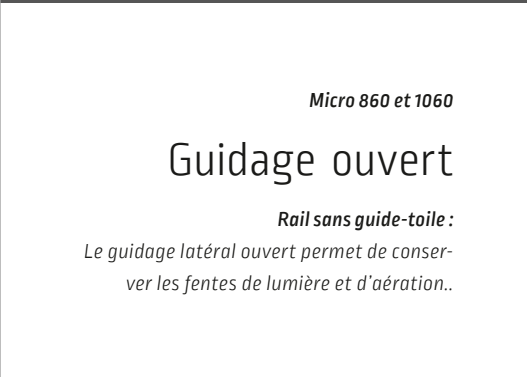 Micro 860 et 1060
Guidage ouvert
Rail sans guide-toile :
Le guidage latéral ouvert permet de conser-
ver les fentes de lumière et d'aération..